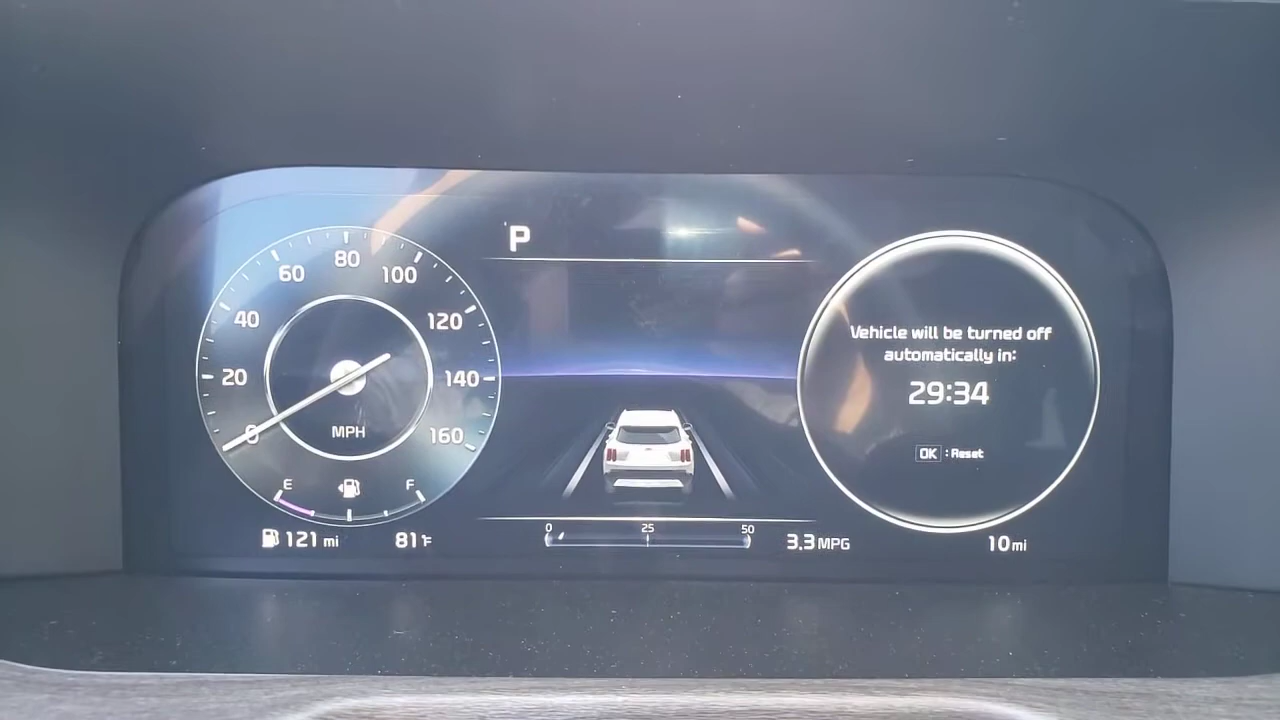 P
0
20
40
60
80
100
120
140
160
MPH
E
F
121 mi
81°F
0
25
50
3.3 MPG
Vehicle will be turned off
automatically in:
29:34
OK : Reset
10 mi